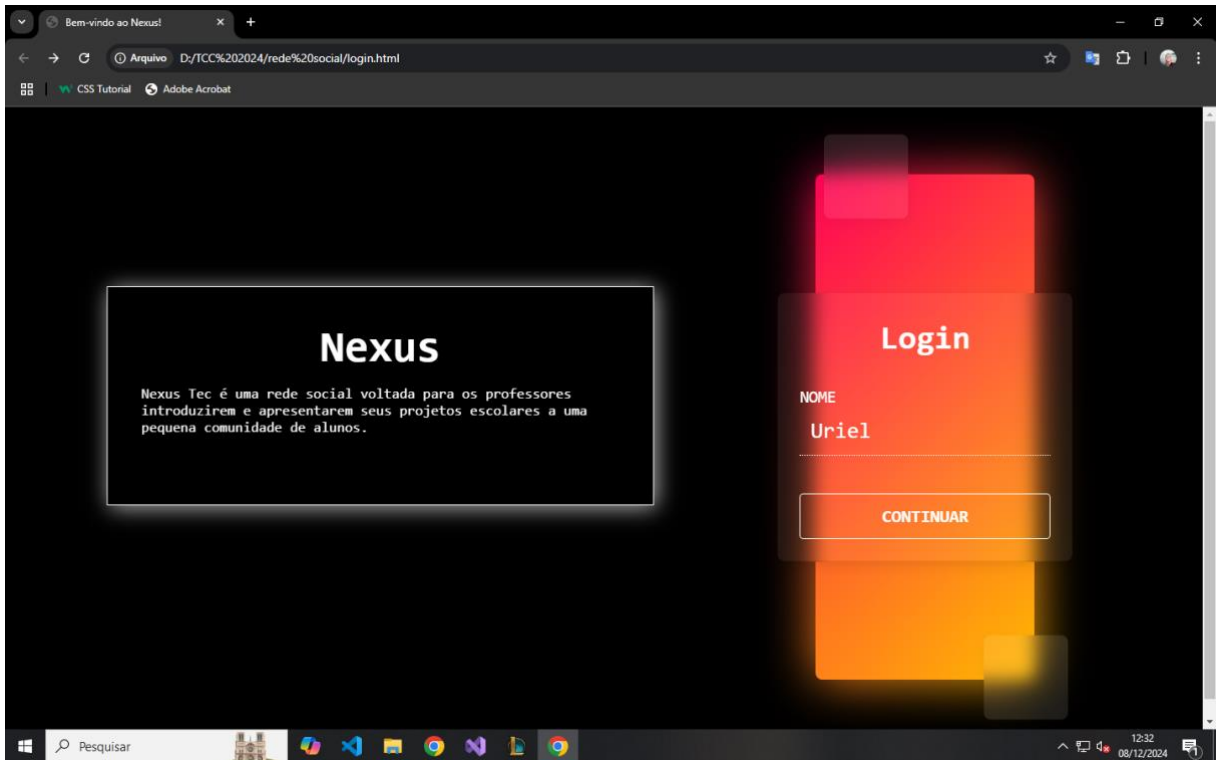 Bem-vindo ao Nexus!
Arquivo D:/TCC%202024/rede%20social/login.html
CSS Tutorial Adobe Acrobat
Nexus
Nexus Tec é uma rede social voltada para os professores
introduzirem e apresentarem seus projetos escolares a uma
pequena comunidade de alunos.
Login
NOME
Uriel
CONTINUAR
Pesquisar
12:32
08/12/2024
1